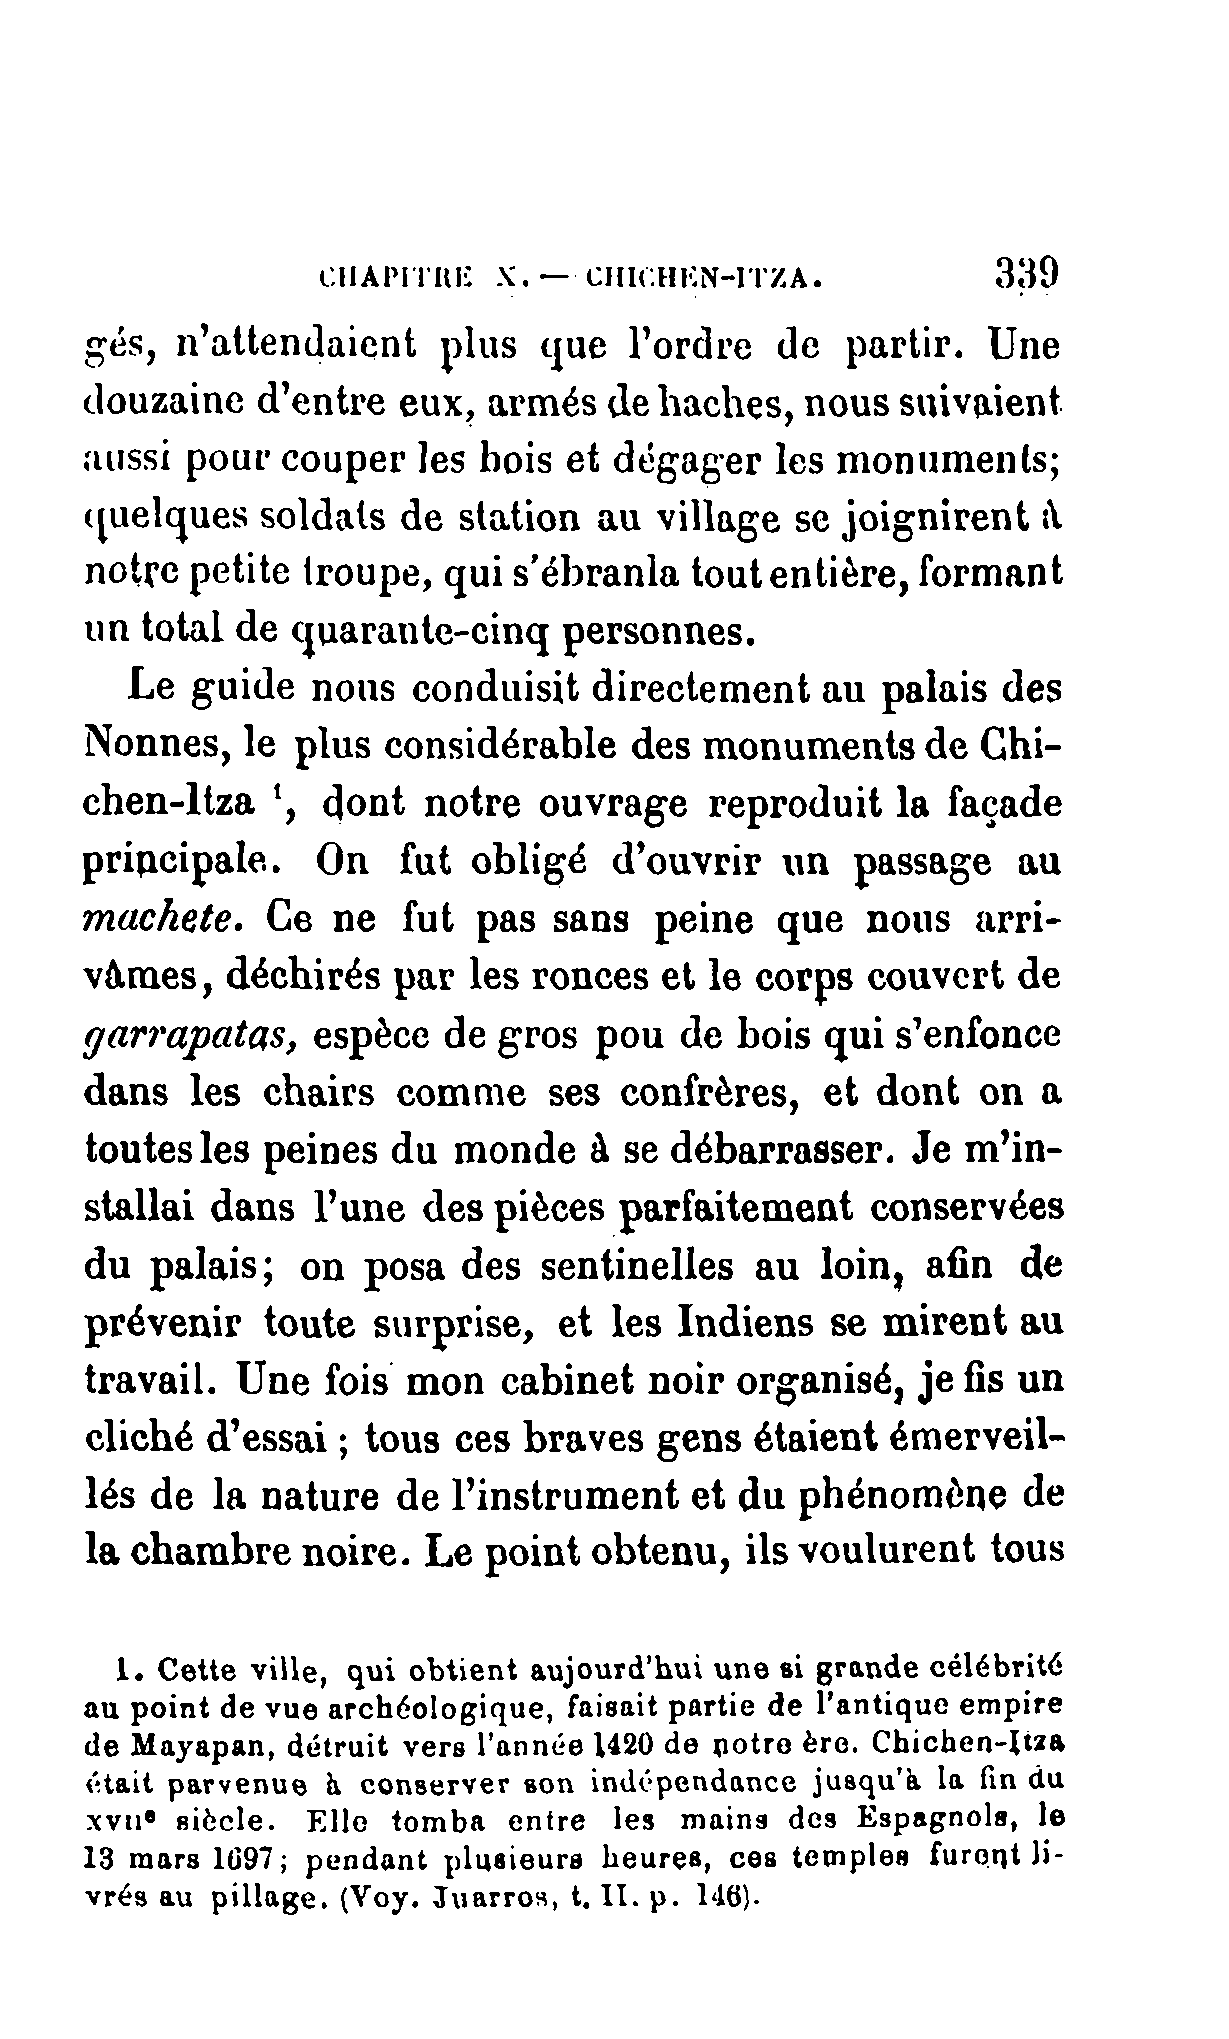 CHAPITRE X. — CHICHEN-ITZA. 339
gés, n'attendaient plus que l'ordre de partir. Une
douzaine d'entre eux, armés de haches, nous suivaient
aussi pour couper les bois et dégager les monuments;
quelques soldats de station au village se joignirent à
notre petite troupe, qui s'ébranla tout entière, formant
un total de quarante-cinq personnes.
Le guide nous conduisit directement au palais des
Nonnes, le plus considérable des monuments de Chi-
chen-Itza ¹, dont notre ouvrage reproduit la façade
principale. On fut obligé d'ouvrir un passage au
machete. Ce ne fut pas sans peine que nous arri-
vâmes, déchirés par les ronces et le corps couvert de
garrapatas, espèce de gros pou de bois qui s'enfonce
dans les chairs comme ses confrères, et dont on a
toutes les peines du monde à se débarrasser. Je m'in-
stallai dans l'une des pièces parfaitement conservées
du palais; on posa des sentinelles au loin, afin de
prévenir toute surprise, et les Indiens se mirent au
travail. Une fois mon cabinet noir organisé, je fis un
cliché d'essai ; tous ces braves gens étaient émerveil-
lés de la nature de l'instrument et du phénomène de
la chambre noire. Le point obtenu, ils voulurent tous
1. Cette ville, qui obtient aujourd'hui une si grande célébrité
au point de vue archéologique, faisait partie de l'antique empire
de Mayapan, détruit vers l'année 1420 de notre ère. Chichen-Itza
était parvenue à conserver son indépendance jusqu'à la fin du
XVIIe siècle. Elle tomba entre les mains des Espagnols, le
13 mars 1697; pendant plusieurs heures, ces temples furent li-
vrés au pillage. (Voy. Juarros, t. II. p. 146).